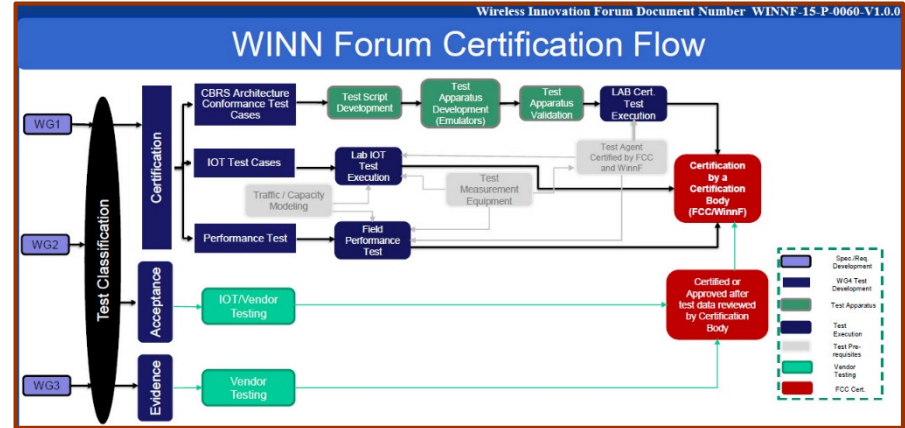 Wireless Innovation Forum Document Number WINNF-15-P-0060-V1.0.0
WINN Forum Certification Flow
WG1
WG2
WG3
Test Classification
Certification
Acceptance
Evidence
CBRS Architecture
Conformance Test
Cases
Test Script
Development
Test
Apparatus
Development
(Emulators)
Test
Apparatus
Validation
LAB Cert.
Test
Execution
IOT Test Cases
Lab IOT
Test
Execution
Test Agent
Certified by FCC
and WinnF
Traffic / Capacity
Modeling
Test
Measurement
Equipment
Certification
by a
Certification
Body
(FCC/WinnF)
Performance Test
Field
Performance
Test
IOT/Vendor
Testing
Certified or
Approved after
test data reviewed
by Certification
Body
Vendor
Testing
Spec./Req.
Development
WG4 Test
Development
Test Apparatus
Test
Execution
Test Pre-
requisites
Vendor
Testing
FCC Cert.